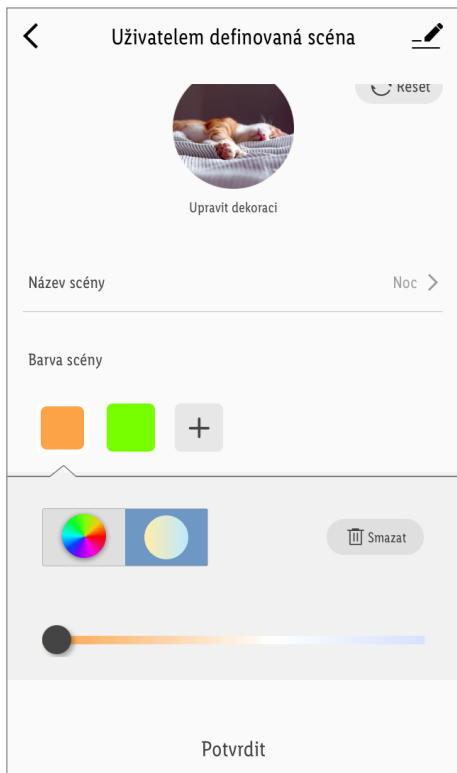 Uživatelem definovaná scéna
Reset
Upravit dekoraci
Název scény Noc
Barva scény
Smazat
Potvrdit